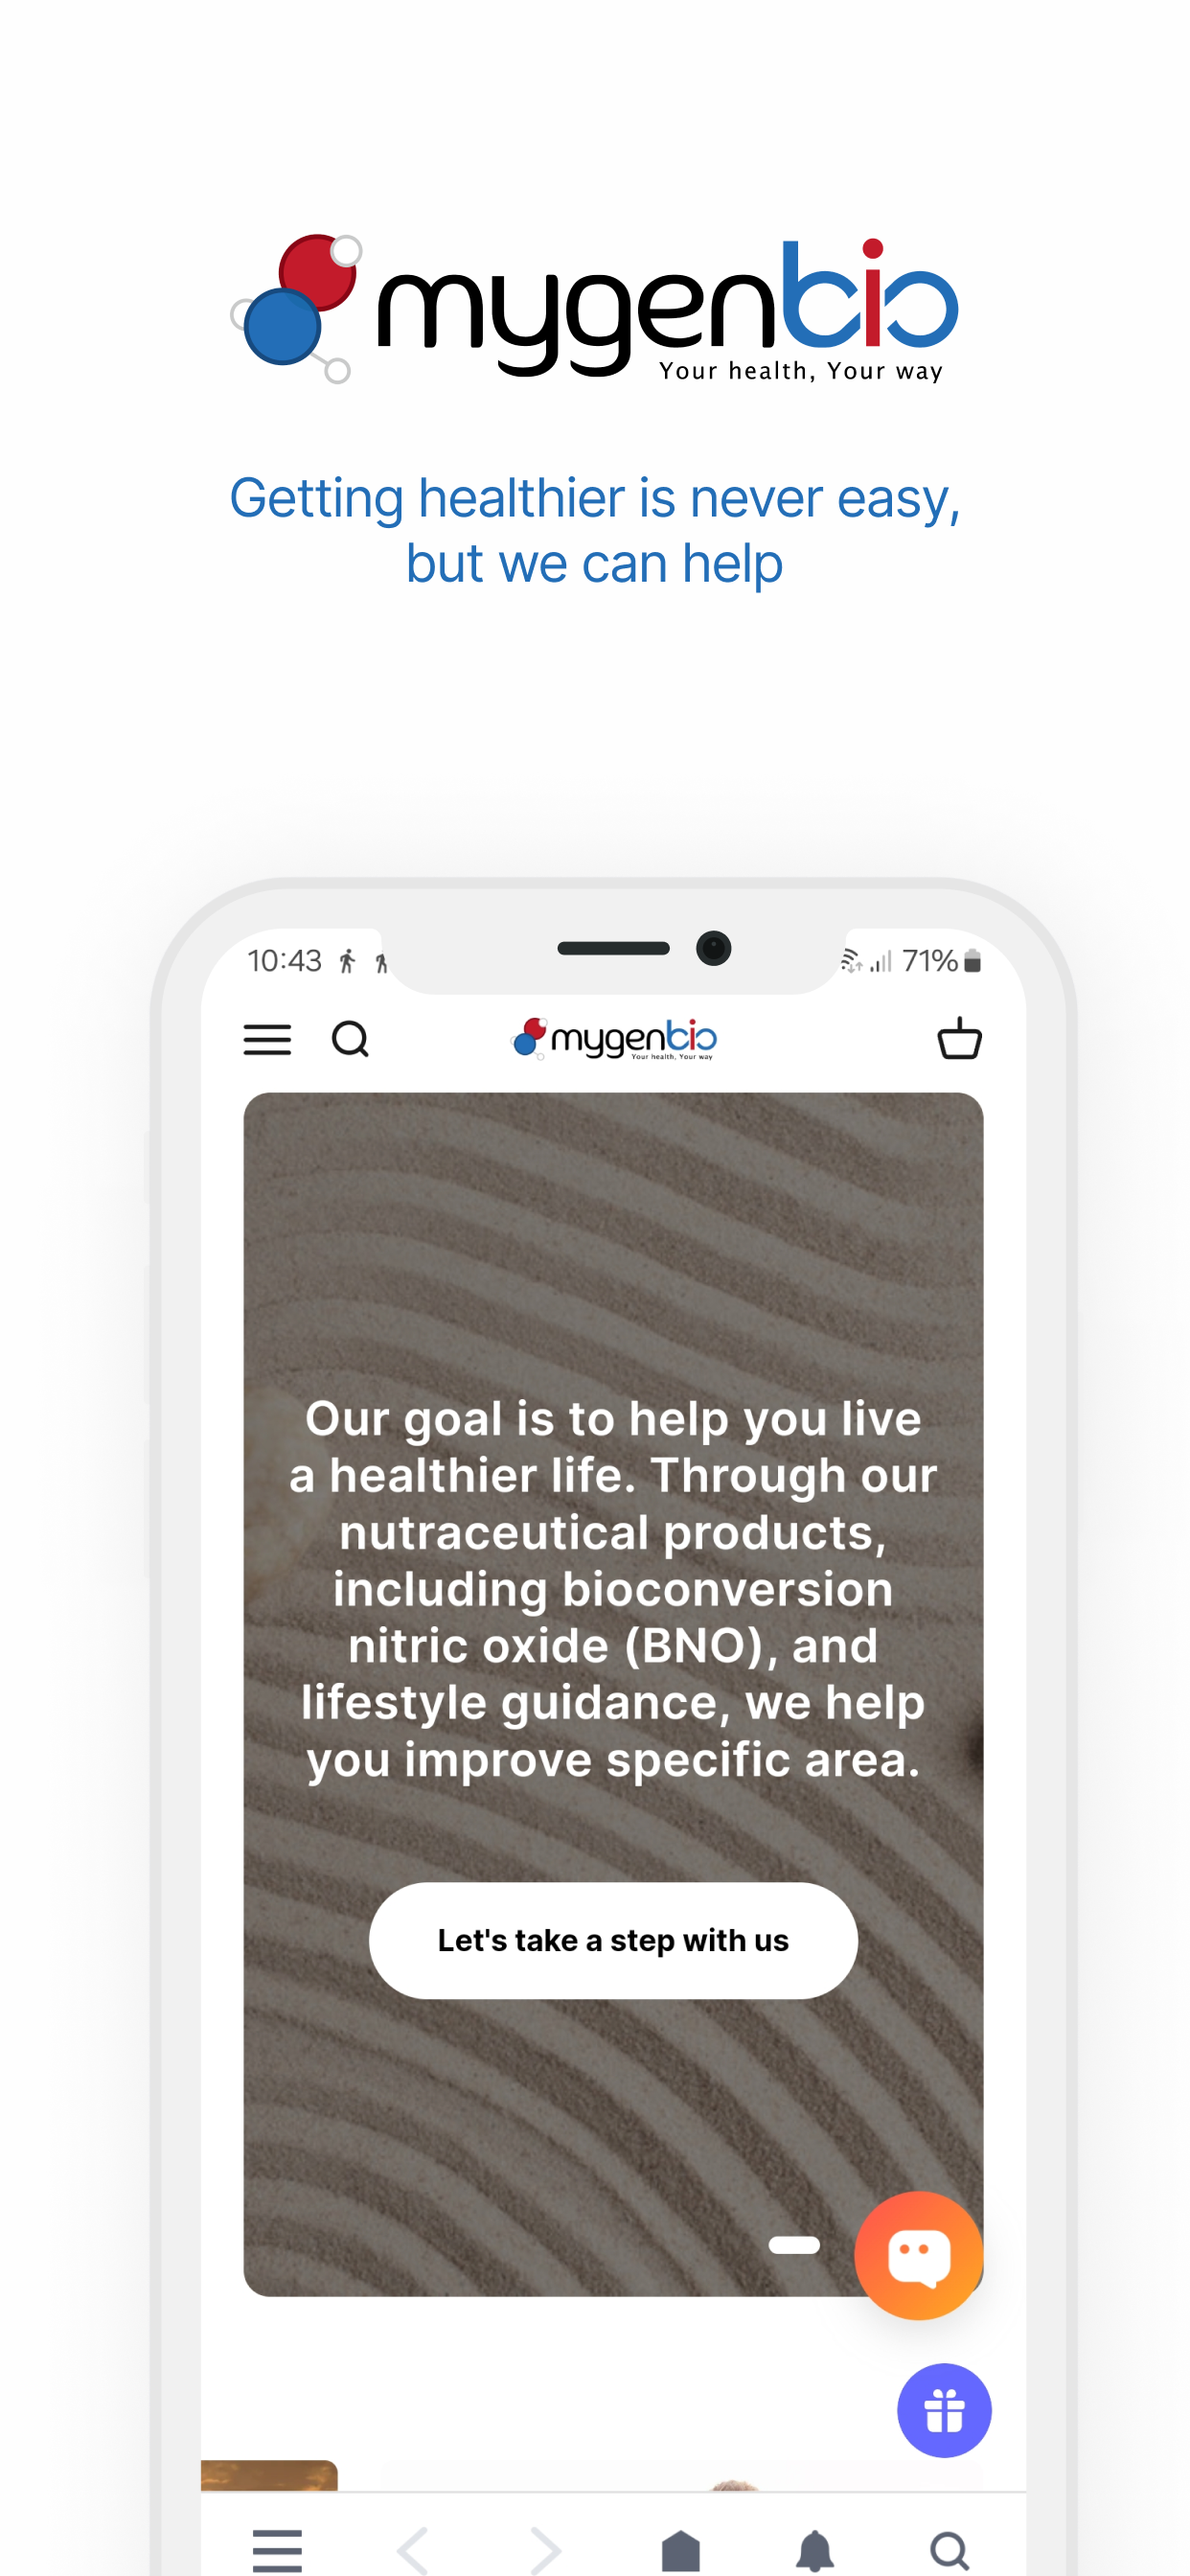 mygenbio
Your health, Your way
Getting healthier is never easy,
but we can help
10:43
71%
mygenbio
Your health, Your way
Our goal is to help you live
a healthier life. Through our
nutraceutical products,
including bioconversion
nitric oxide (BNO), and
lifestyle guidance, we help
you improve specific area.
Let's take a step with us